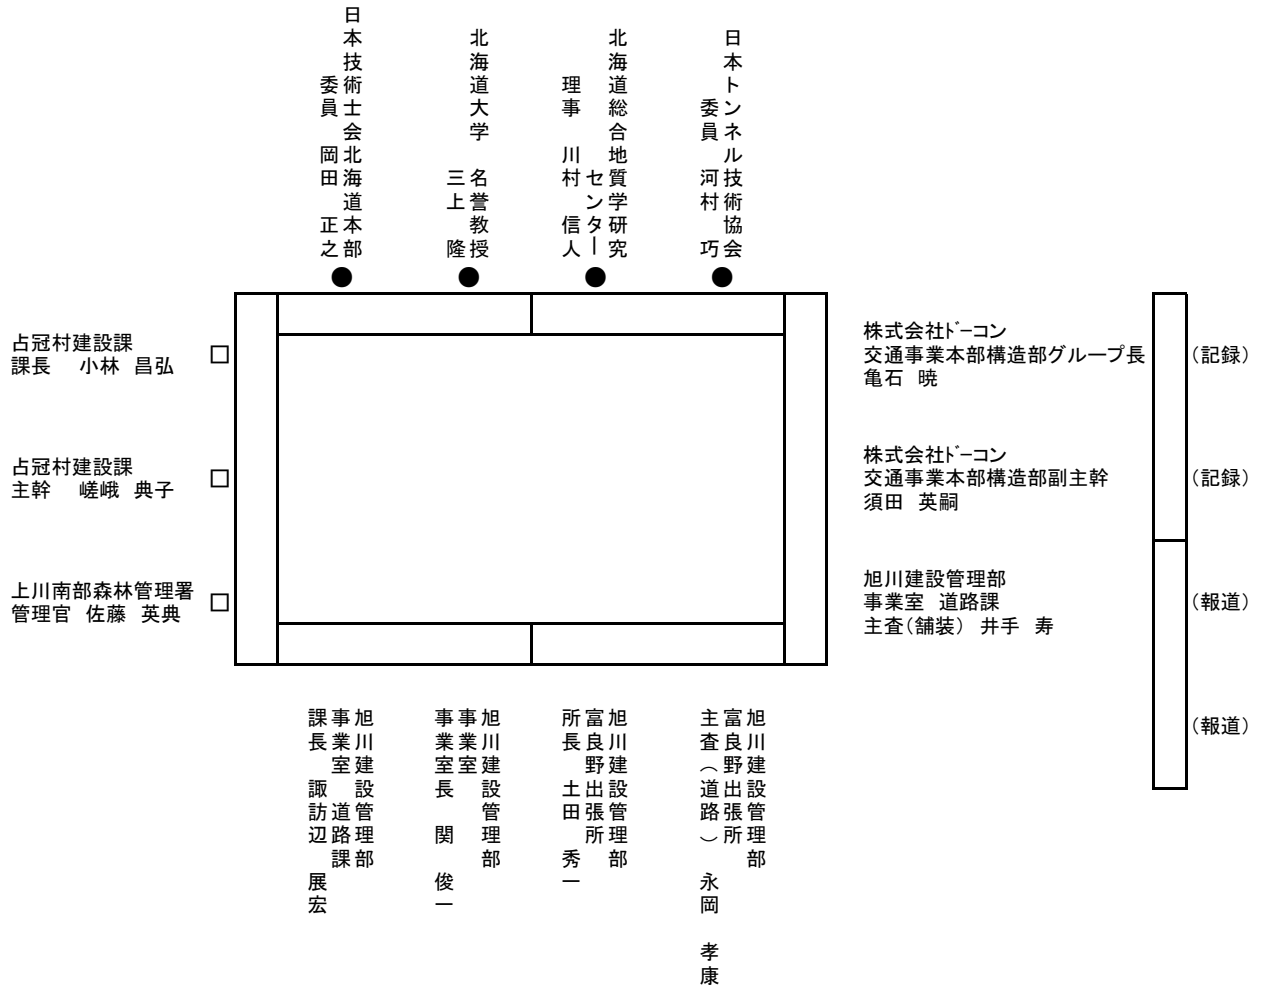 日本技術士会北海道本部
委員　岡田　正之
北海道大学　名誉教授
三上　隆
北海道総合地質学研究
センター
理事　川村　信人
日本トンネル技術協会
委員　河村　巧
占冠村建設課
課長　小林　昌弘
占冠村建設課
主幹　嵯峨　典子
上川南部森林管理署
管理官　佐藤　英典
株式会社ﾄﾞｰコン
交通事業本部構造部グループ長
亀石　暁
株式会社ﾄﾞｰコン
交通事業本部構造部副主幹
須田　英嗣
旭川建設管理部
事業室　道路課
主査（舗装）　井手　寿
（記録）
（記録）
（報道）
（報道）
旭川建設管理部
事業室　道路課
課長　諏訪辺　展宏
旭川建設管理部
事業室
事業室長　関　俊一
旭川建設管理部
富良野出張所
所長　土田　秀一
旭川建設管理部
富良野出張所
主査（道路）　永岡　孝康